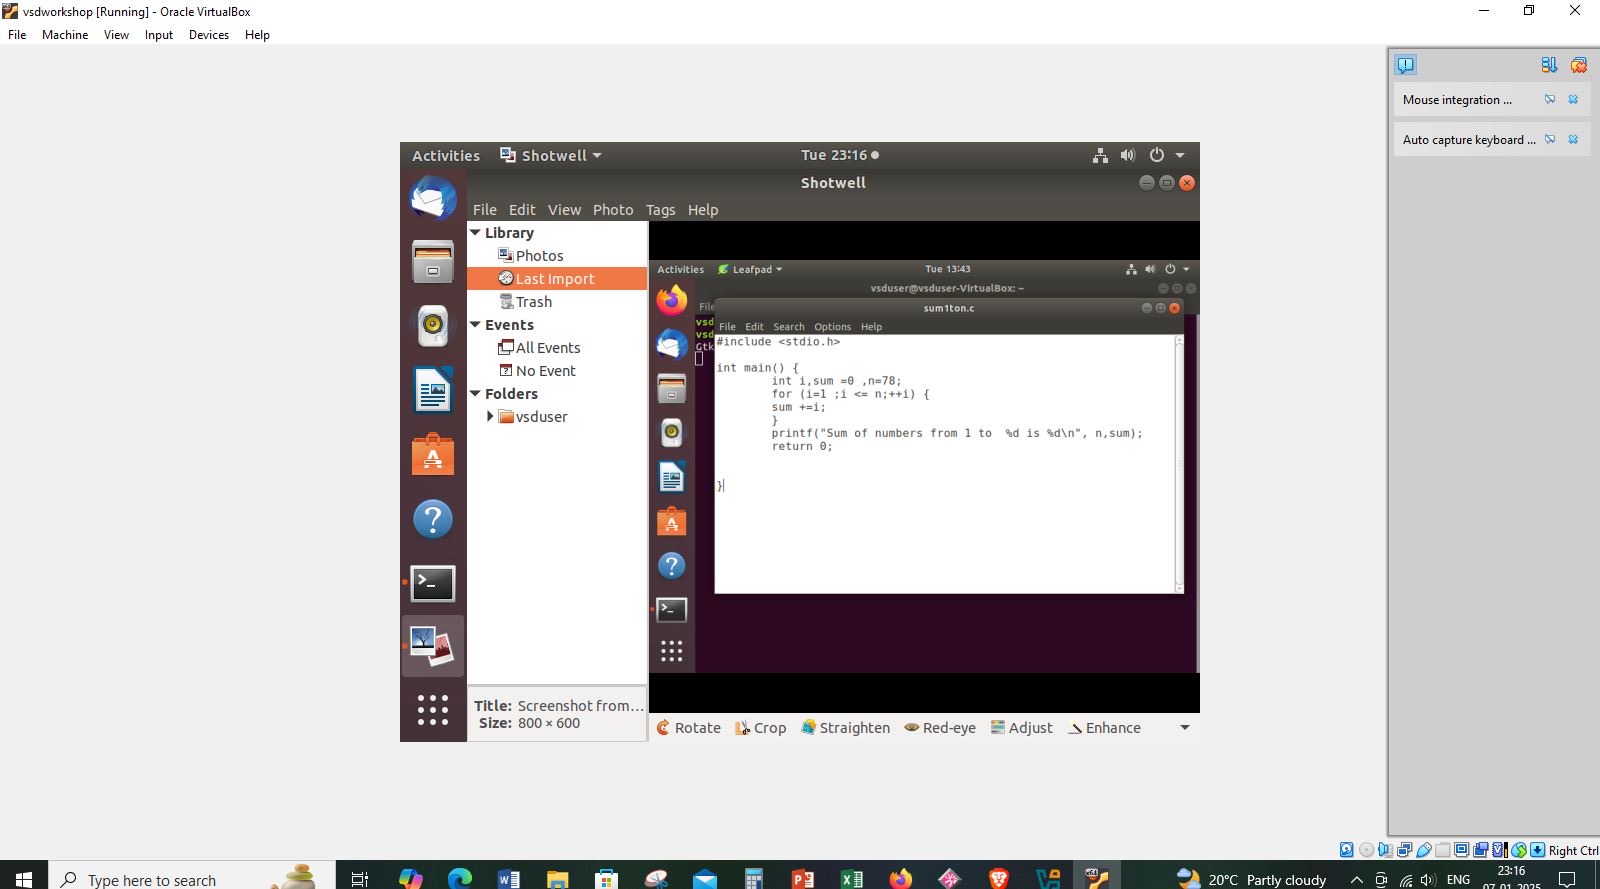 vsdworkshop [Running] - Oracle VirtualBox
File Machine View Input Devices Help
Mouse integration ...
Auto capture keyboard ...
Activities Shotwell Tue 23:16
Shotwell
File Edit View Photo Tags Help
Library
Photos
Last Import
Trash
Events
All Events
No Event
Folders
vsduser
Title: Screenshot from...
Size: 800 × 600
Activities Leafpad Tue 13:43
vsduser@vsduser-VirtualBox: ~
File
vsd
vsd
Gtk
sum1ton.c
File Edit Search Options Help
#include <stdio.h>
int main() {
int i,sum =0 ,n=78;
for (i=1 ;i <= n;++i) {
sum +=i;
}
printf("Sum of numbers from 1 to  %d is %d\n", n,sum);
return 0;
}
Rotate Crop Straighten Red-eye Adjust Enhance
Right Ctrl
Type here to search
20°C Partly cloudy
ENG
23:16
07-01-2025